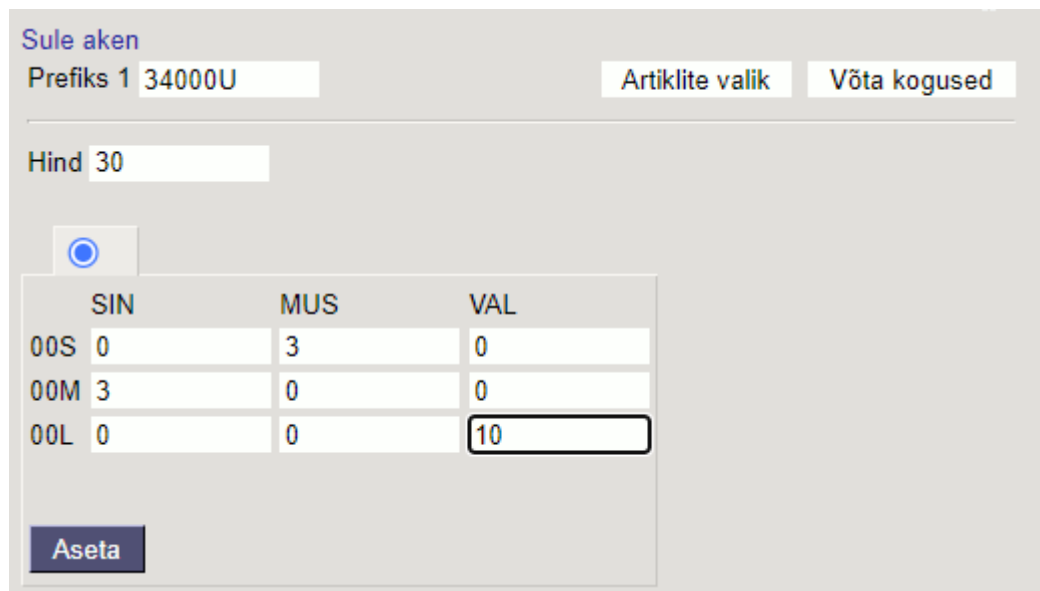 Sule aken
Prefiks 1 34000U Artiklite valik Võta kogused
Hind 30
SIN MUS VAL
00S 0 3 0
00M 3 0 0
00L 0 0 10
Aseta